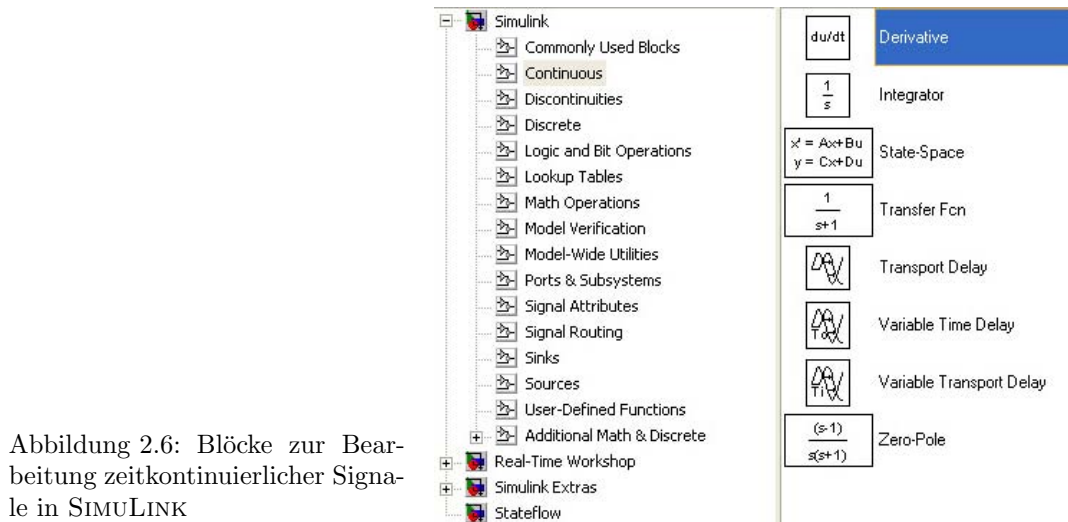 Simulink
Commonly Used Blocks
Continuous
Discontinuities
Discrete
Logic and Bit Operations
Lookup Tables
Math Operations
Model Verification
Model-Wide Utilities
Ports & Subsystems
Signal Attributes
Signal Routing
Sinks
Sources
User-Defined Functions
Additional Math & Discrete
Real-Time Workshop
Simulink Extras
Stateflow
du/dt Derivative
1
s
Integrator
x' = Ax+Bu
y = Cx+Du
State-Space
1
s+1
Transfer Fcn
Transport Delay
Td
Variable Time Delay
Ti
Variable Transport Delay
(s-1)
s(s+1)
Zero-Pole
Abbildung 2.6: Blöcke zur Bear-
beitung zeitkontinuierlicher Signa-
le in SIMULINK